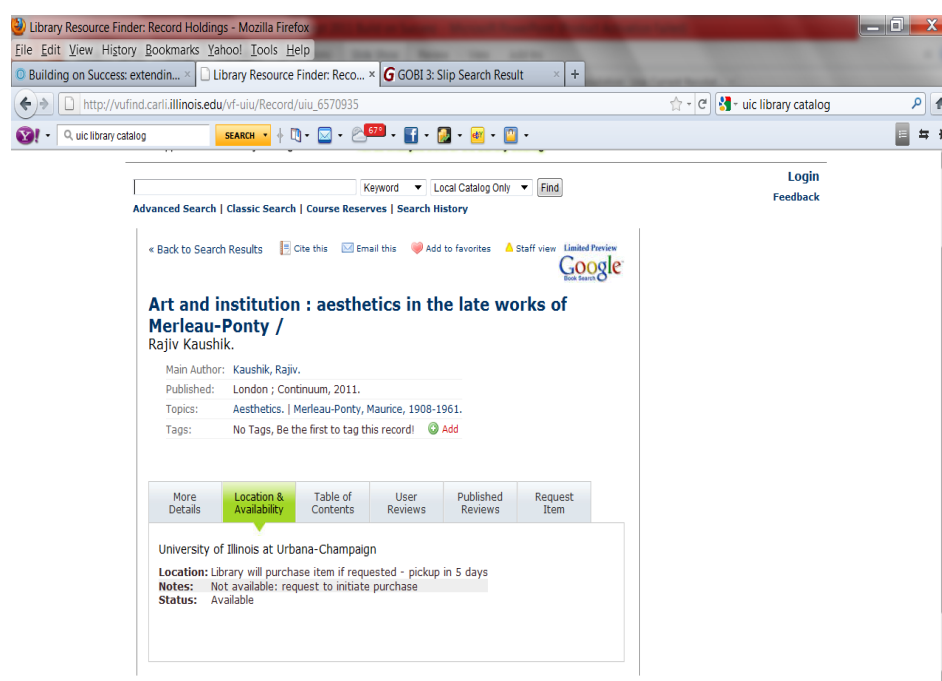 Library Resource Finder: Record Holdings - Mozilla Firefox
File Edit View History Bookmarks Yahoo! Tools Help
Building on Success: extendin... × Library Resource Finder: Reco... × G GOBI 3: Slip Search Result × +
http://vufind.carli.illinois.edu/vf-uiu/Record/uiu_6570935 uic library catalog
Y! uic library catalog SEARCH 67°
Login
Keyword Local Catalog Only Find
Feedback
Advanced Search | Classic Search | Course Reserves | Search History
« Back to Search Results Cite this Email this Add to favorites Staff view Limited Preview
Google
Book Search
Art and institution : aesthetics in the late works of
Merleau-Ponty /
Rajiv Kaushik.
Main Author: Kaushik, Rajiv.
Published: London ; Continuum, 2011.
Topics: Aesthetics. | Merleau-Ponty, Maurice, 1908-1961.
Tags: No Tags, Be the first to tag this record! Add
More Details Location & Availability Table of Contents User Reviews Published Reviews Request Item
University of Illinois at Urbana-Champaign
Location: Library will purchase item if requested - pickup in 5 days
Notes: Not available: request to initiate purchase
Status: Available